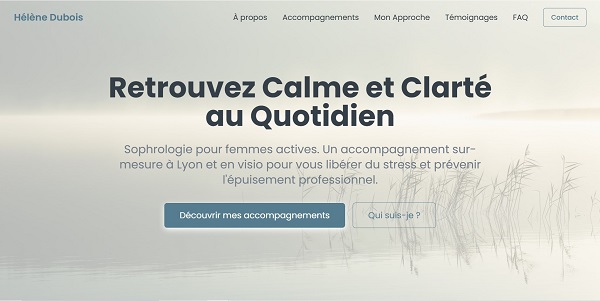 Hélène Dubois
À propos
Accompagnements
Mon Approche
Témoignages
FAQ
Contact
Retrouvez Calme et Clarté
au Quotidien
Sophrologie pour femmes actives. Un accompagnement sur-
mesure à Lyon et en visio pour vous libérer du stress et prévenir
l'épuisement professionnel.
Découvrir mes accompagnements
Qui suis-je ?